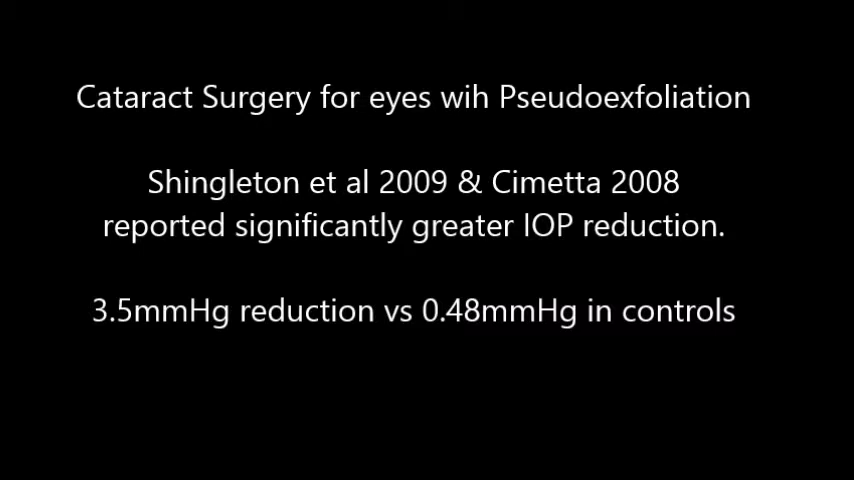 Cataract Surgery for eyes wih Pseudoexfoliation
Shingleton et al 2009 & Cimetta 2008
reported significantly greater IOP reduction.
3.5mmHg reduction vs 0.48mmHg in controls